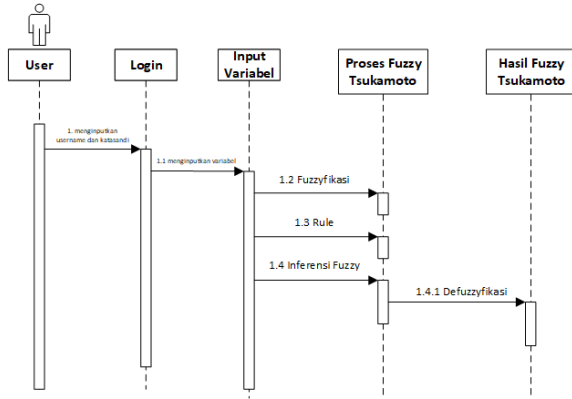 User
Login
Input
Variabel
Proses Fuzzy
Tsukamoto
Hasil Fuzzy
Tsukamoto
1. menginputkan
username dan katasandi
1.1 menginputkan variabel
1.2 Fuzzyfikasi
1.3 Rule
1.4 Inferensi Fuzzy
1.4.1 Defuzzyfikasi